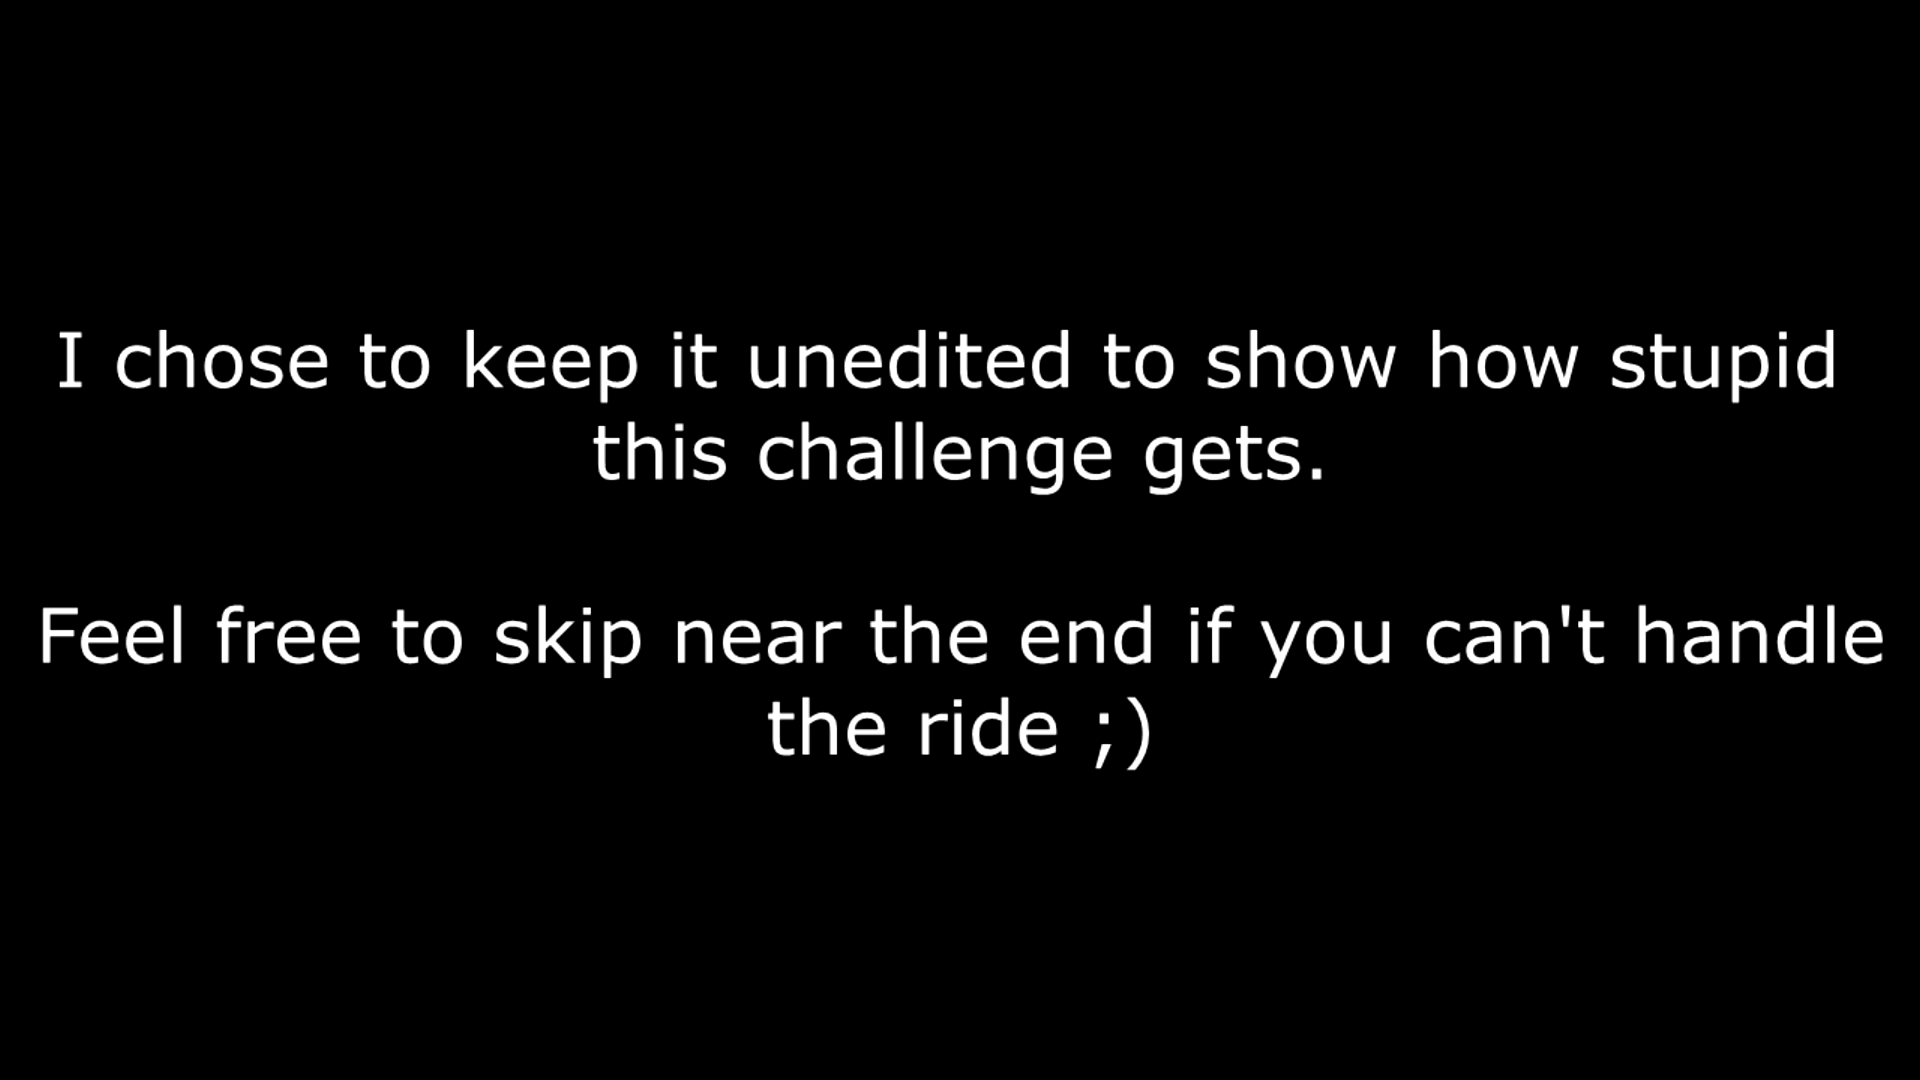 I chose to keep it unedited to show how stupid
this challenge gets.
Feel free to skip near the end if you can't handle
the ride ;)